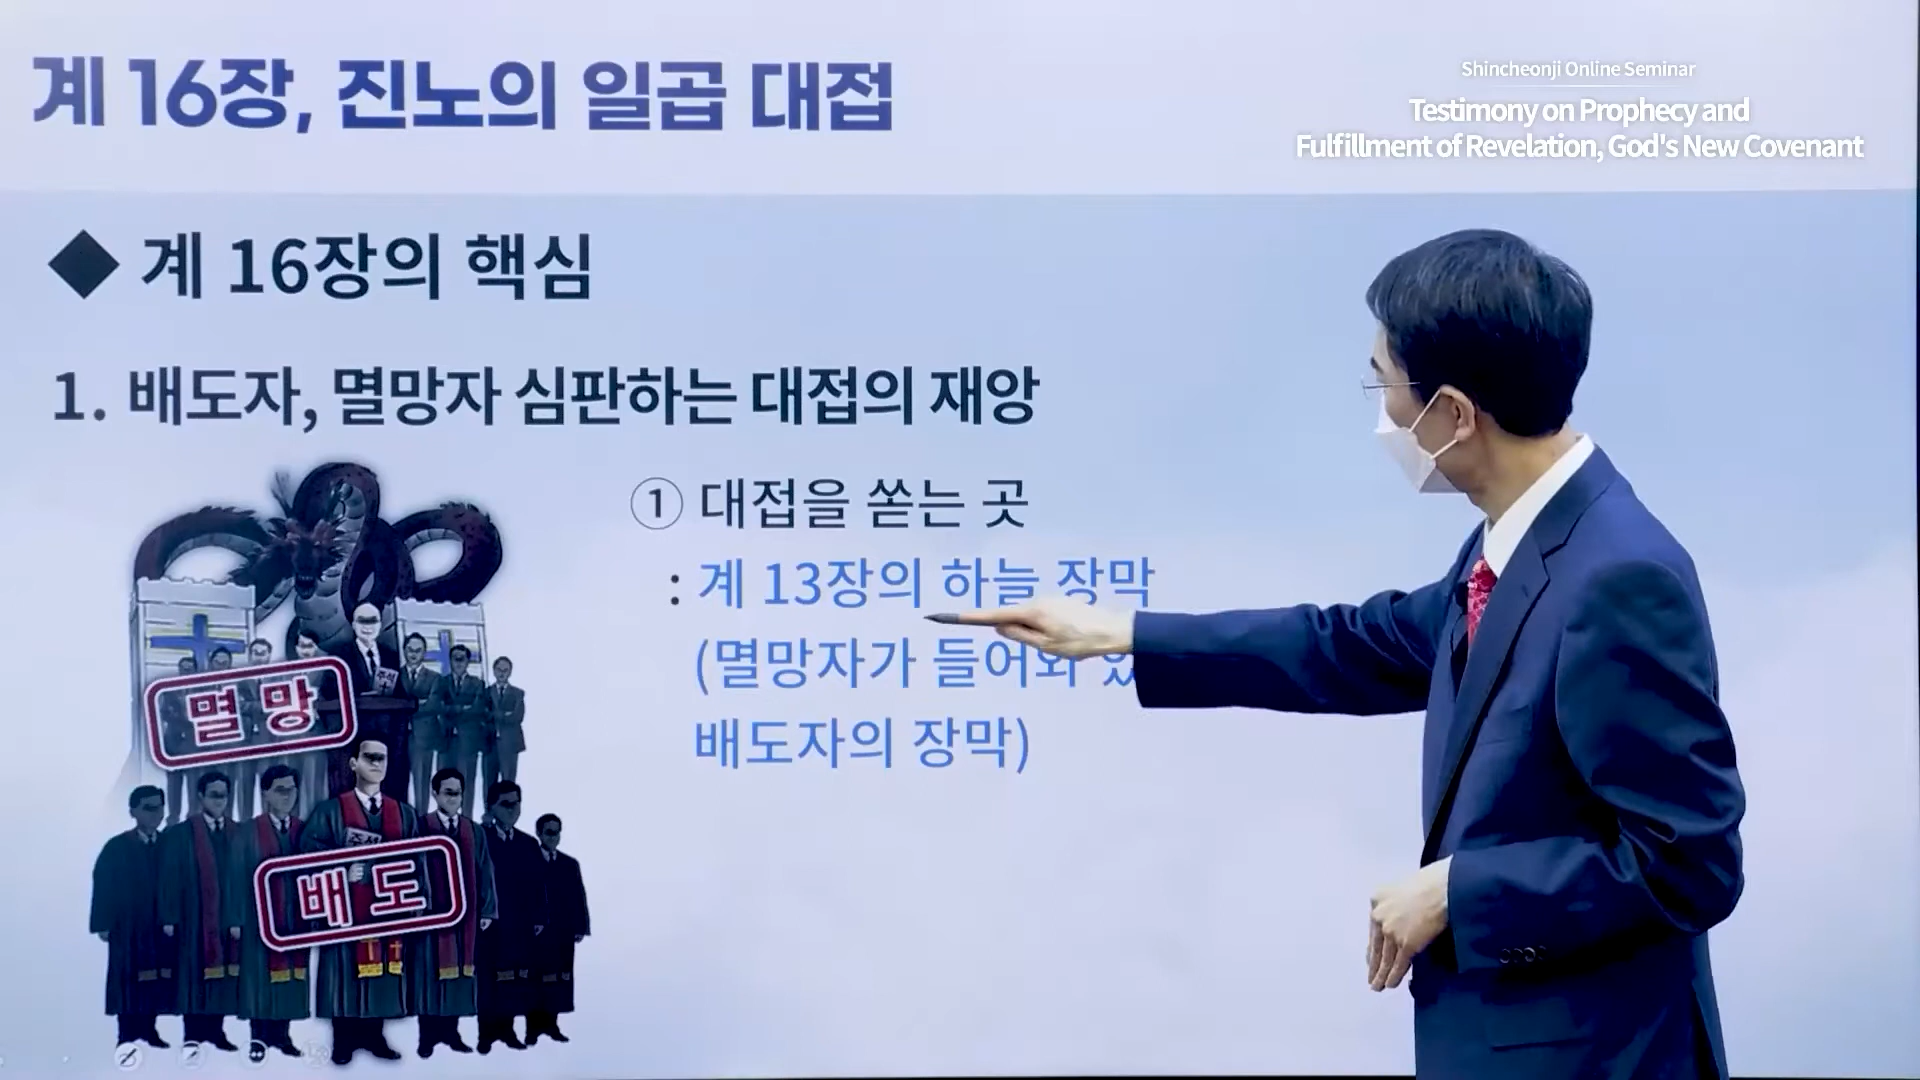 계 16장, 진노의 일곱 대접
Shincheonji Online Seminar
Testimony on Prophecy and
Fulfillment of Revelation, God's New Covenant
◆ 계 16장의 핵심
1. 배도자, 멸망자 심판하는 대접의 재앙
① 대접을 쏟는 곳
: 계 13장의 하늘 장막
(멸망자가 들어와
배도자의 장막)
멸망
배도